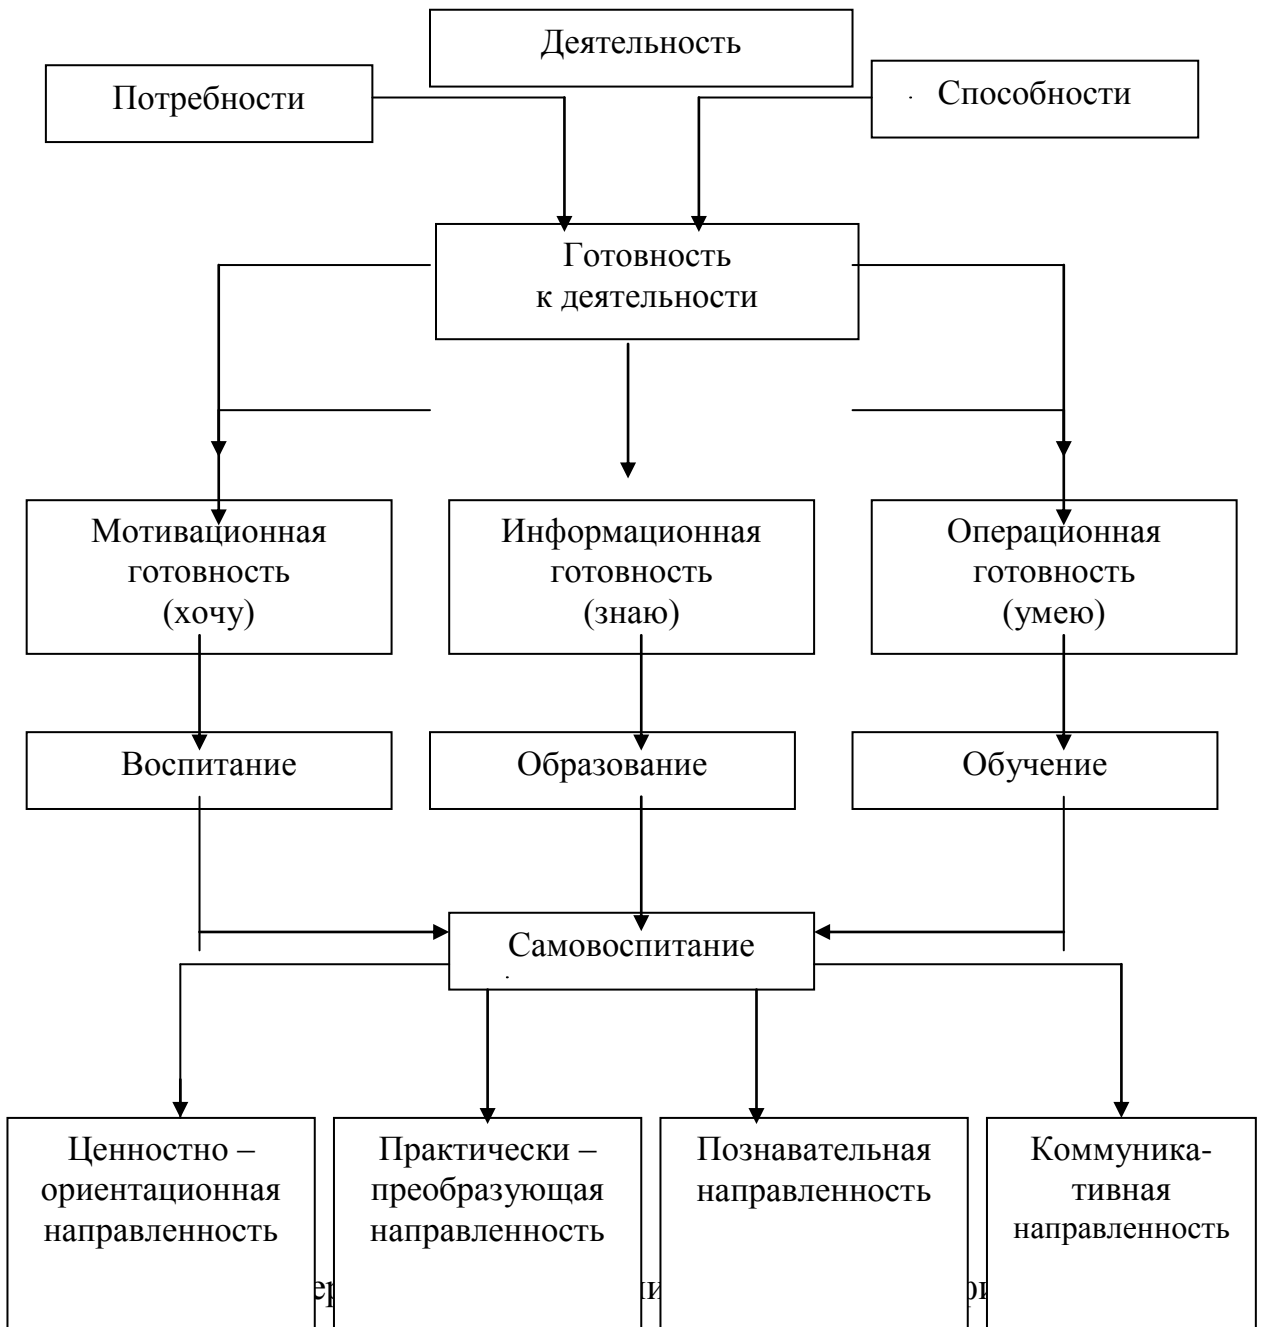 Деятельность
Потребности
Способности
Готовность
к деятельности
Мотивационная
готовность
(хочу)
Информационная
готовность
(знаю)
Операционная
готовность
(умею)
Воспитание
Образование
Обучение
Самовоспитание
Ценностно –
ориентационная
направленность
Практически –
преобразующая
направленность
Познавательная
направленность
Коммуника-
тивная
направленность